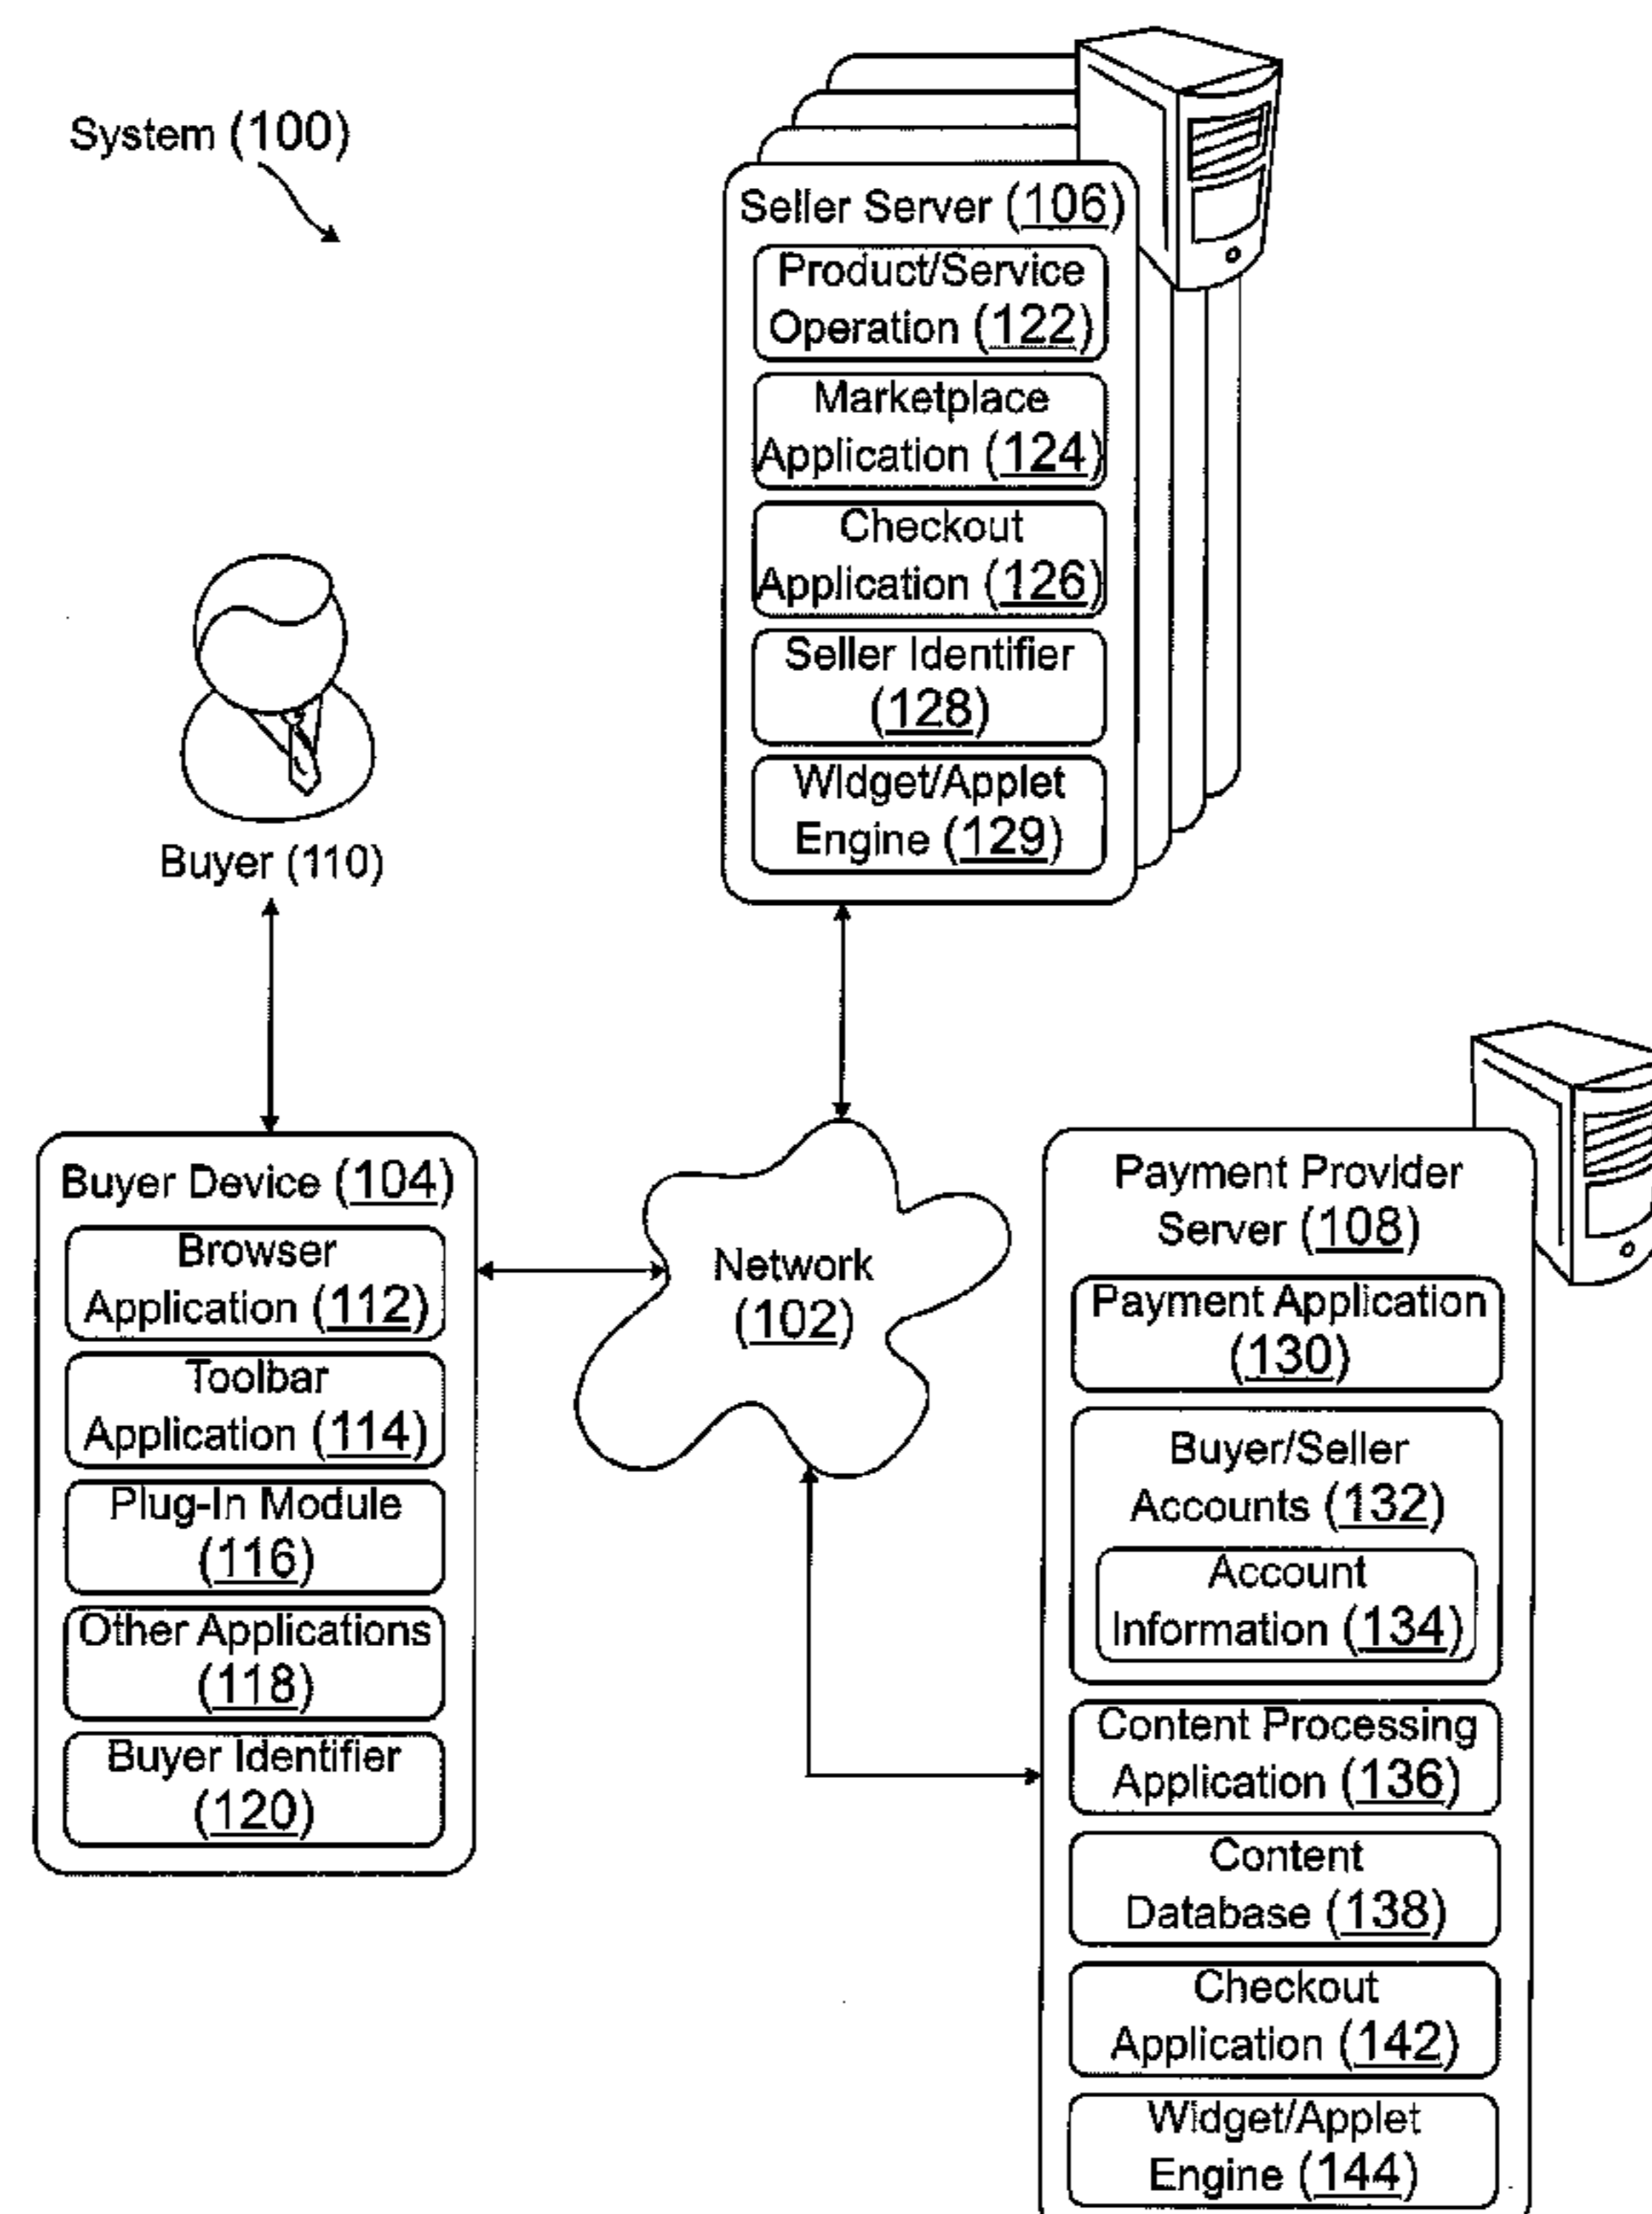 System (100)
Seller Server (106)
Product/Service
Operation (122)
Marketplace
Application (124)
Checkout
Application (126)
Seller Identifier
(128)
Widget/Applet
Engine (129)
Buyer (110)
Buyer Device (104)
Browser
Application (112)
Toolbar
Application (114)
Plug-In Module
(116)
Other Applications
(118)
Buyer Identifier
(120)
Network
(102)
Payment Provider
Server (108)
Payment Application
(130)
Buyer/Seller
Accounts (132)
Account
Information (134)
Content Processing
Application (136)
Content
Database (138)
Checkout
Application (142)
Widget/Applet
Engine (144)